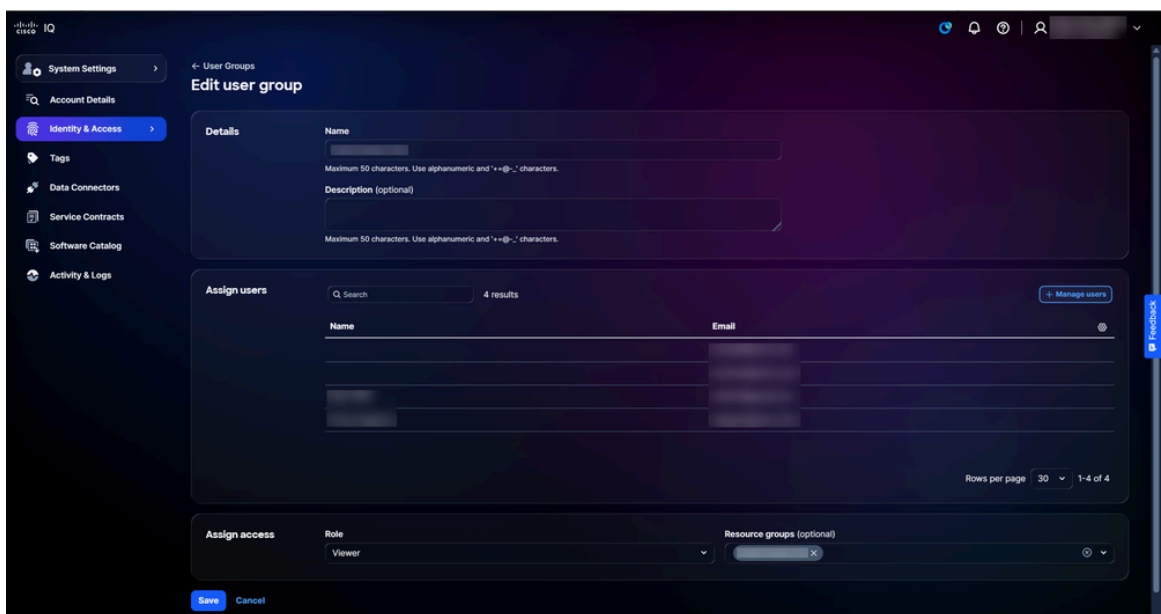 cisco IQ
System Settings
Account Details
Identity & Access
Tags
Data Connectors
Service Contracts
Software Catalog
Activity & Logs
← User Groups
Edit user group
Details
Name
Maximum 50 characters. Use alphanumeric and '+=@-_' characters.
Description (optional)
Maximum 50 characters. Use alphanumeric and '+=@-_' characters.
Assign users
Search
4 results
+ Manage users
Name Email
Rows per page 30 1-4 of 4
Assign access
Role
Viewer
Resource groups (optional)
Save Cancel
Feedback